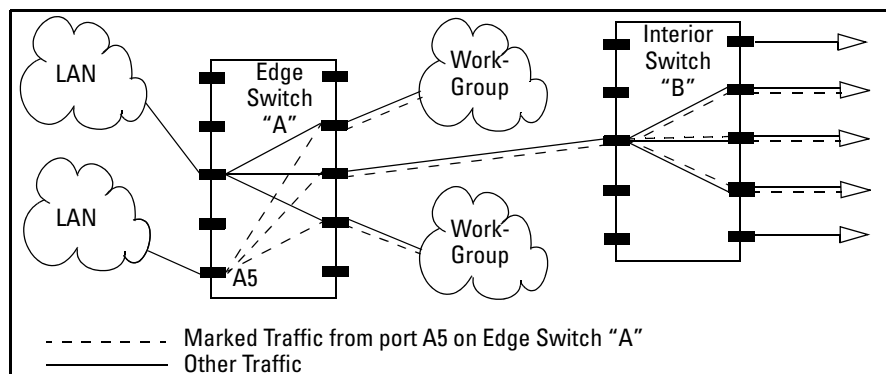 LAN
Edge
Switch
“A”
Work-
Group
Interior
Switch
“B”
LAN
A5
Work-
Group
Marked Traffic from port A5 on Edge Switch “A”
Other Traffic